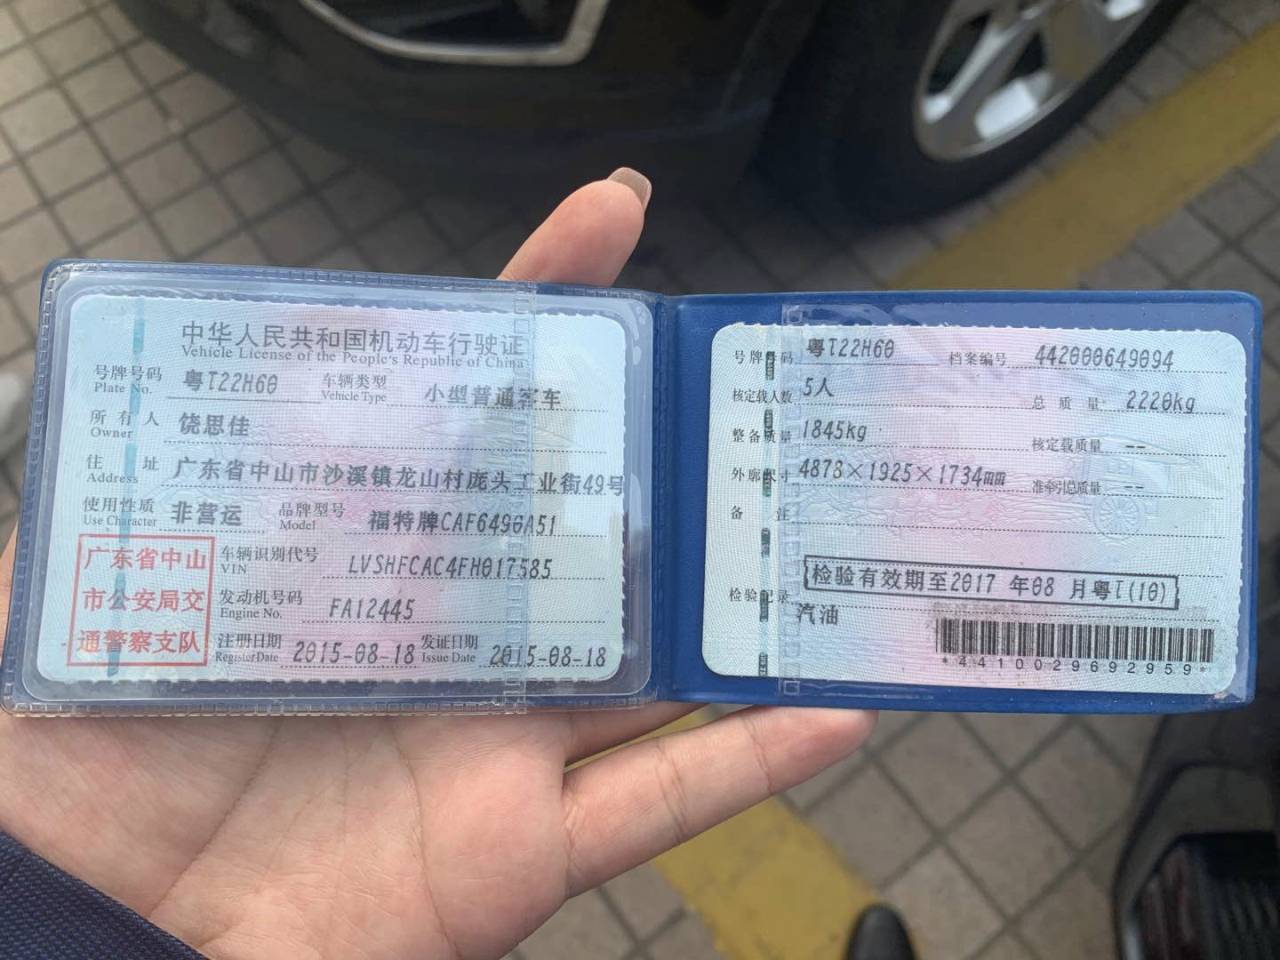 中华人民共和国机动车行驶证
Vehicle License of the People's Republic of China
号牌号码 粤T22H60 车辆类型 小型普通客车
Plate No. Vehicle Type
所有人 饶思佳
Owner
住址 广东省中山市沙溪镇龙山村庞头工业街49号
Address
使用性质 非营运 品牌型号 福特牌CAF6490A51
Use Character Model
广东省中山
市公安局交
通警察支队
车辆识别代号 LVSHFCAC4FH017585
VIN
发动机号码 FA12445
Engine No.
注册日期 2015-08-18 发证日期 2015-08-18
Register Date Issue Date
号牌号码 粤T22H60 档案编号 442000649094
核定载人数 5人 总质量 2220kg
整备质量 1845kg 核定载质量 --
外廓尺寸 4878×1925×1734mm 准牵引总质量 --
备注
检验有效期至2017年08月粤T(10)
检验记录
汽油
*4410029692959*